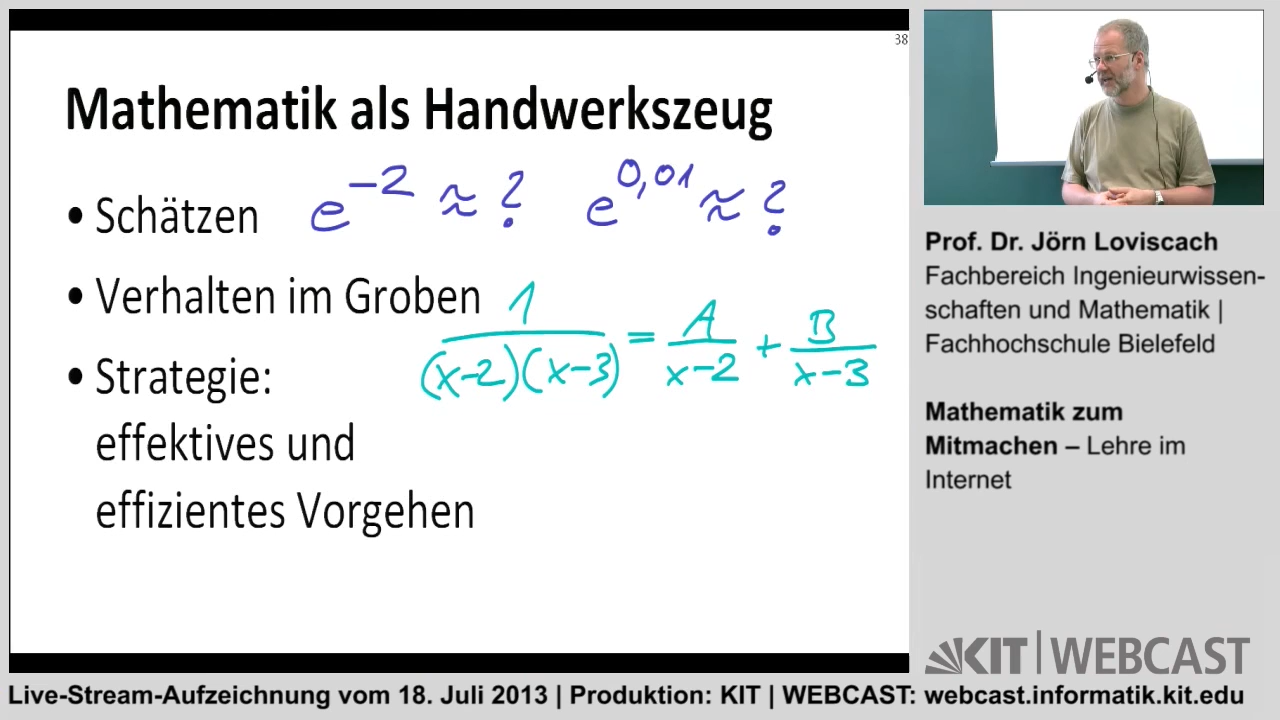 38
Mathematik als Handwerkszeug
• Schätzen e^-2 ≈ ? e^0,01 ≈ ?
• Verhalten im Groben
1/((x-2)(x-3)) = A/(x-2) + B/(x-3)
• Strategie:
effektives und
effizientes Vorgehen
Prof. Dr. Jörn Loviscach
Fachbereich Ingenieurwissen-
schaften und Mathematik |
Fachhochschule Bielefeld
Mathematik zum
Mitmachen – Lehre im
Internet
KIT | WEBCAST
Live-Stream-Aufzeichnung vom 18. Juli 2013 | Produktion: KIT | WEBCAST: webcast.informatik.kit.edu